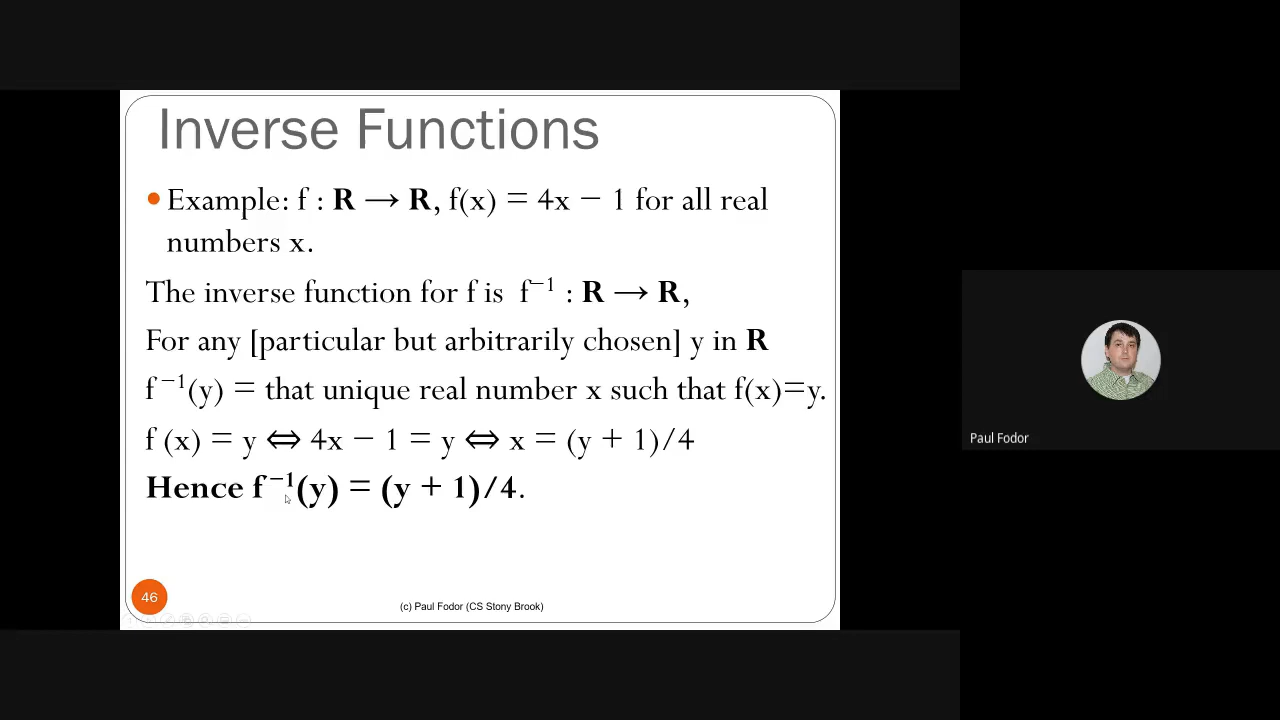 Inverse Functions
• Example: f : R → R, f(x) = 4x − 1 for all real
numbers x.
The inverse function for f is f⁻¹ : R → R,
For any [particular but arbitrarily chosen] y in R
f ⁻¹(y) = that unique real number x such that f(x)=y.
f (x) = y ⇔ 4x − 1 = y ⇔ x = (y + 1)/4
Hence f ⁻¹(y) = (y + 1)/4.
46
(c) Paul Fodor (CS Stony Brook)
Paul Fodor